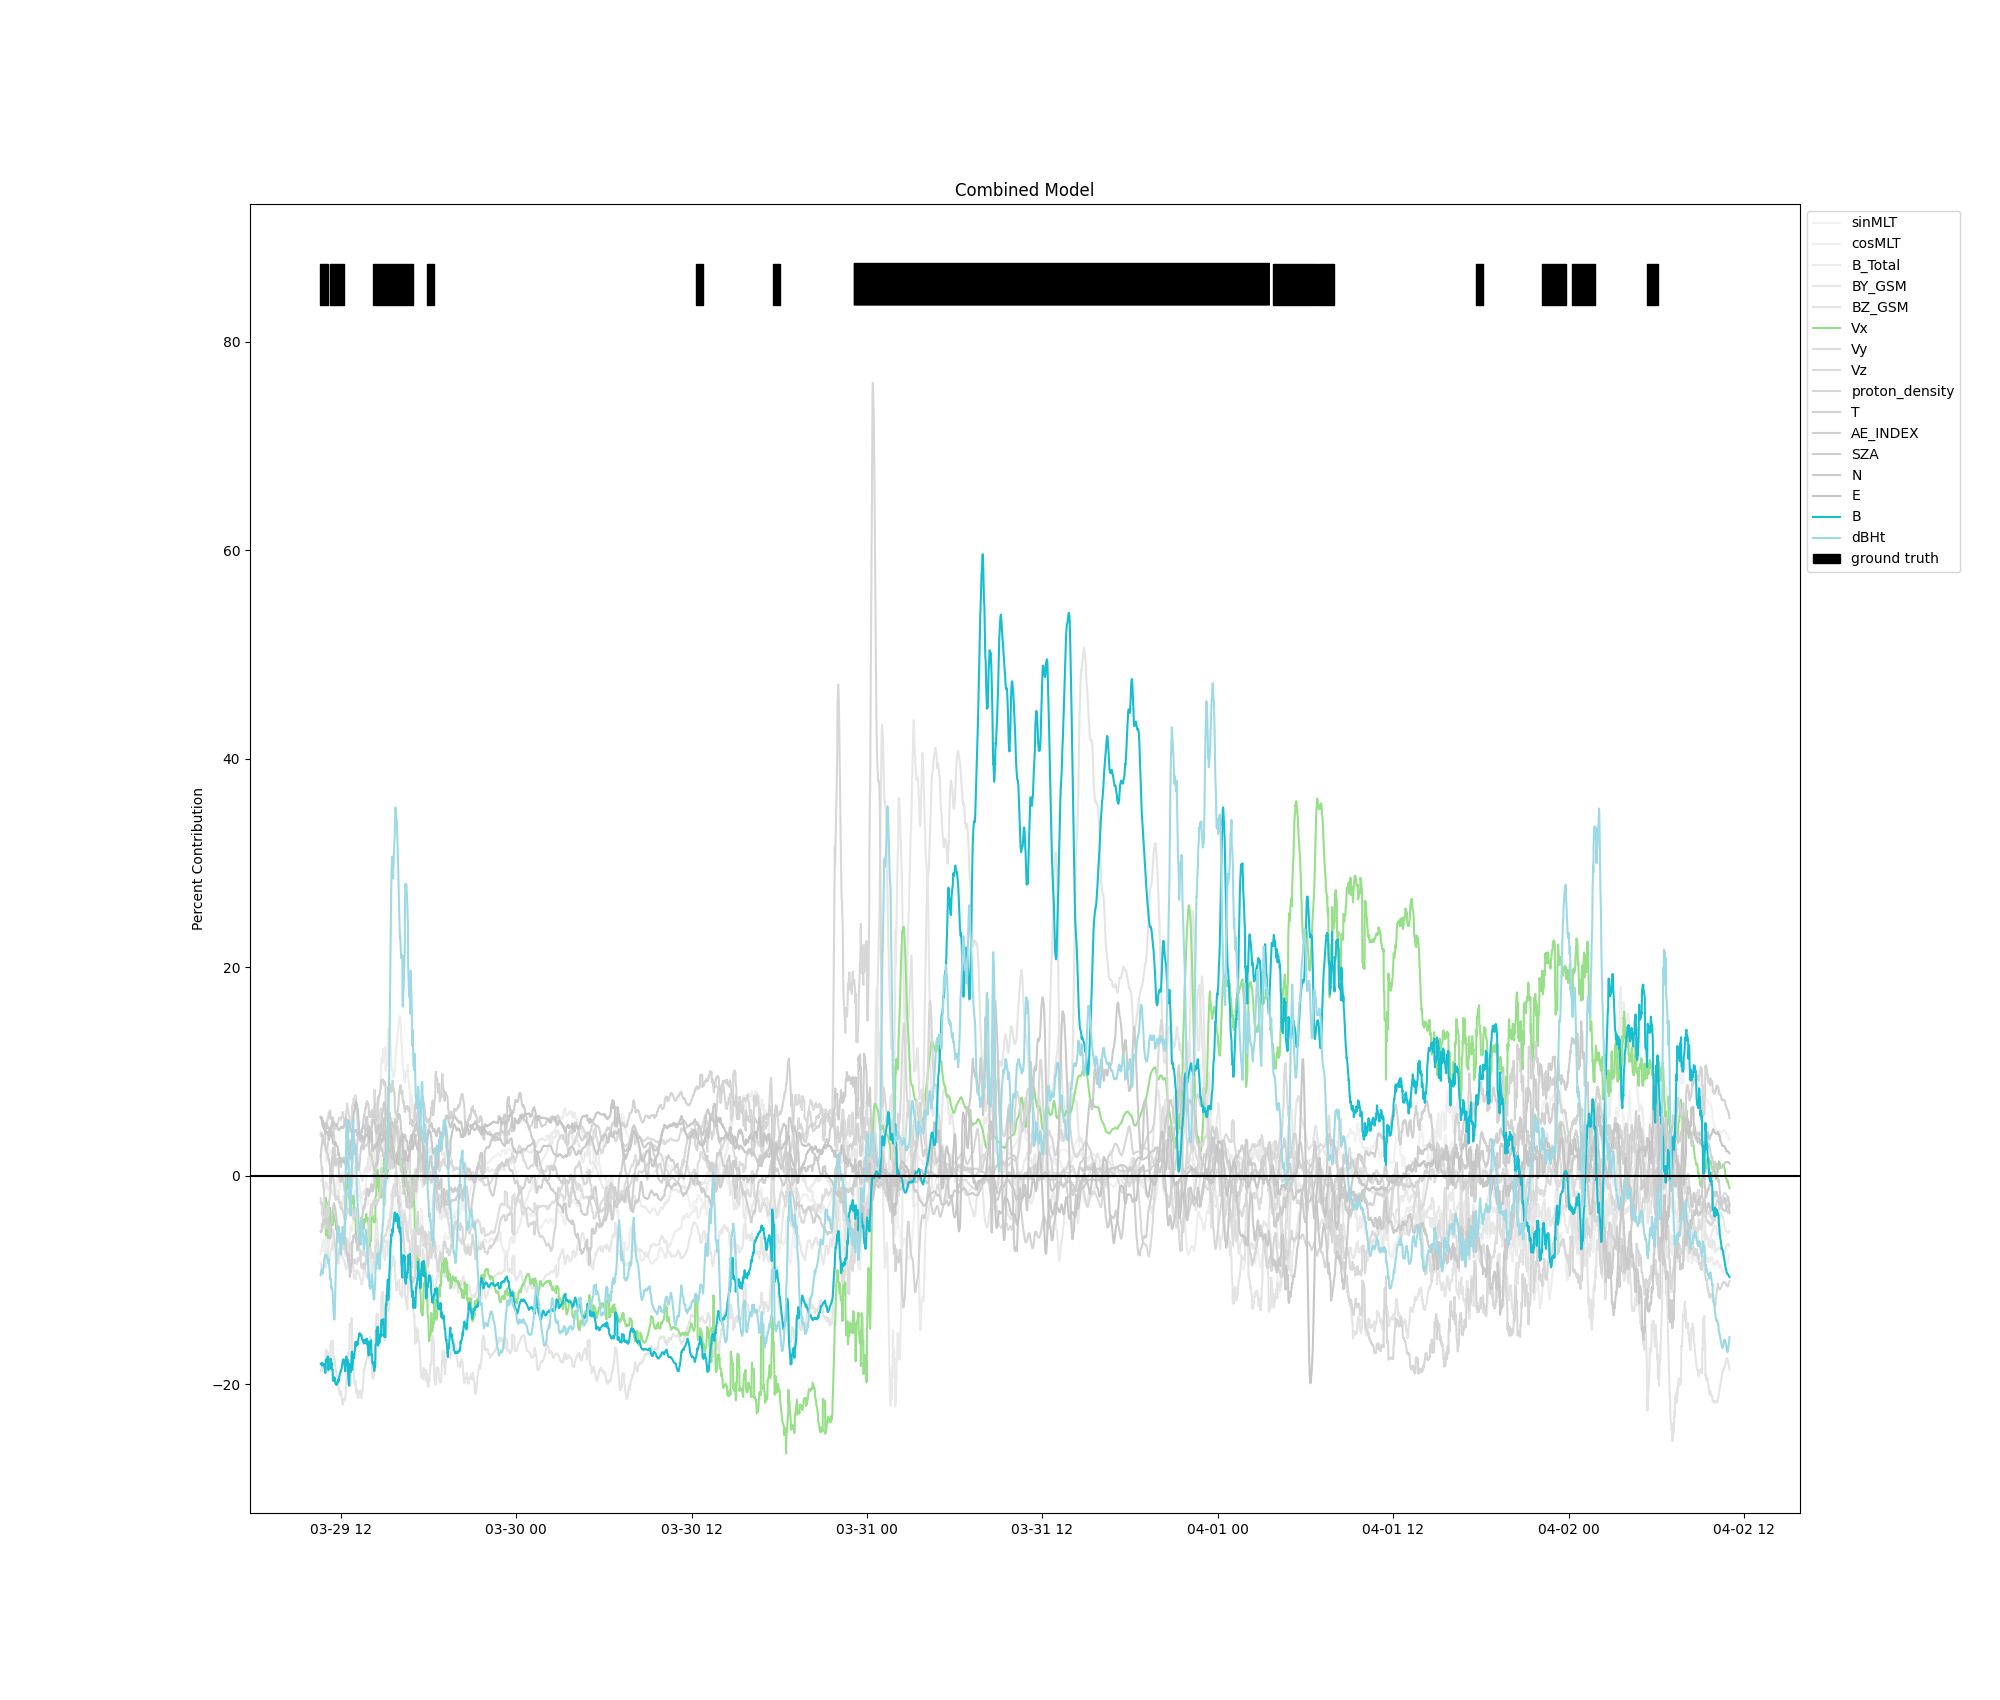 Combined Model
sinMLT
cosMLT
B_Total
BY_GSM
BZ_GSM
Vx
Vy
Vz
proton_density
T
AE_INDEX
SZA
N
E
B
dBHt
ground truth
80
60
40
20
0
−20
Percent Contribution
03-29 12
03-30 00
03-30 12
03-31 00
03-31 12
04-01 00
04-01 12
04-02 00
04-02 12